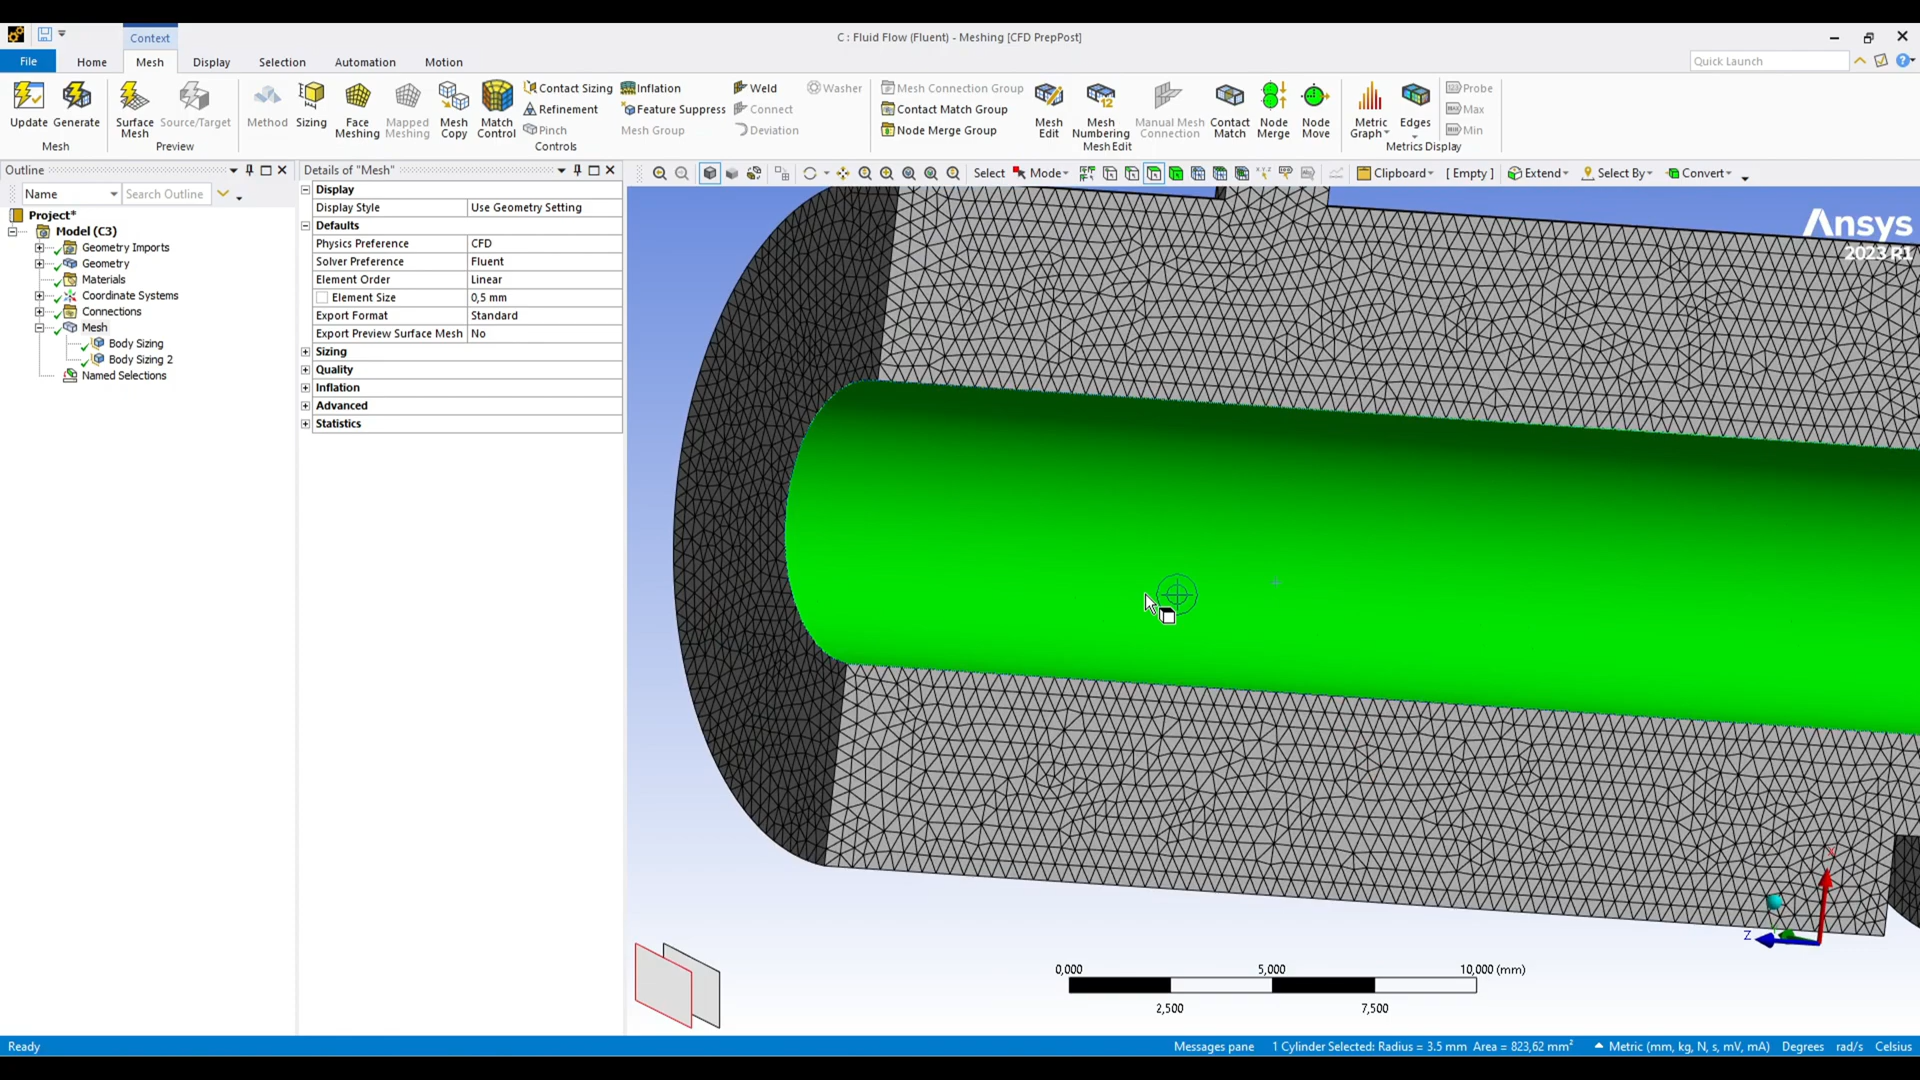 Context
C : Fluid Flow (Fluent) - Meshing [CFD PrepPost]
File Home Mesh Display Selection Automation Motion
Quick Launch
Update Generate
Mesh
Surface Mesh
Source/Target
Preview
Method Sizing
Face Meshing
Mapped Meshing
Mesh Copy
Match Control
Contact Sizing
Refinement
Pinch
Inflation
Feature Suppress
Mesh Group
Weld
Connect
Deviation
Washer
Controls
Mesh Connection Group
Contact Match Group
Node Merge Group
Mesh Edit
Mesh Numbering
Manual Mesh Connection
Contact Match
Node Merge
Node Move
Mesh Edit
Metric Graph
Edges
Probe
Max
Min
Metrics Display
Outline
Name Search Outline
Project*
Model (C3)
Geometry Imports
Geometry
Materials
Coordinate Systems
Connections
Mesh
Body Sizing
Body Sizing 2
Named Selections
Details of "Mesh"
Display
Display Style Use Geometry Setting
Defaults
Physics Preference CFD
Solver Preference Fluent
Element Order Linear
Element Size 0,5 mm
Export Format Standard
Export Preview Surface Mesh No
Sizing
Quality
Inflation
Advanced
Statistics
Select Mode Clipboard [ Empty ] Extend Select By Convert
Ansys
2023 R1
X
Z
0,000 5,000 10,000 (mm)
2,500 7,500
Ready
Messages pane 1 Cylinder Selected: Radius = 3.5 mm Area = 823,62 mm² Metric (mm, kg, N, s, mV, mA) Degrees rad/s Celsius